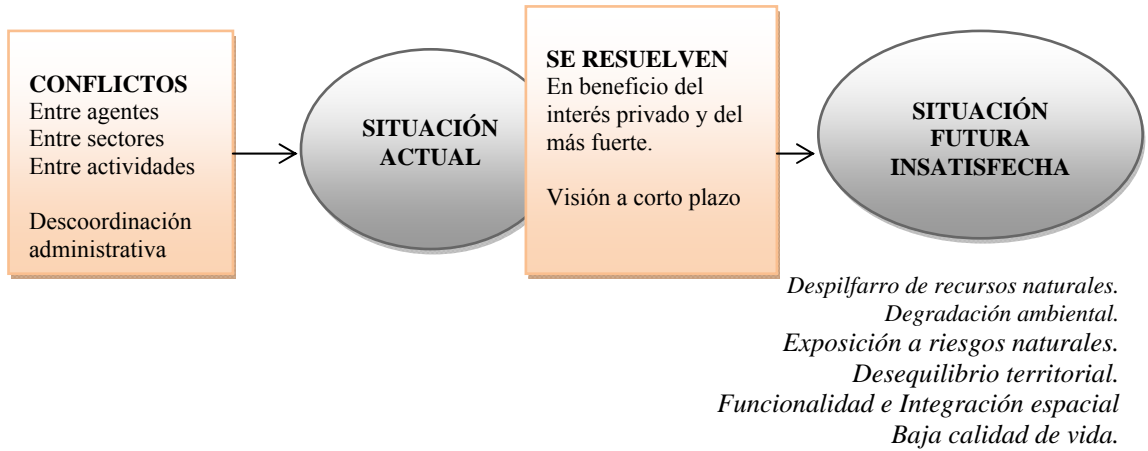 CONFLICTOS
Entre agentes
Entre sectores
Entre actividades
Descoordinación
administrativa
SITUACIÓN
ACTUAL
SE RESUELVEN
En beneficio del
interés privado y del
más fuerte.
Visión a corto plazo
SITUACIÓN
FUTURA
INSATISFECHA
Despilfarro de recursos naturales.
Degradación ambiental.
Exposición a riesgos naturales.
Desequilibrio territorial.
Funcionalidad e Integración espacial
Baja calidad de vida.